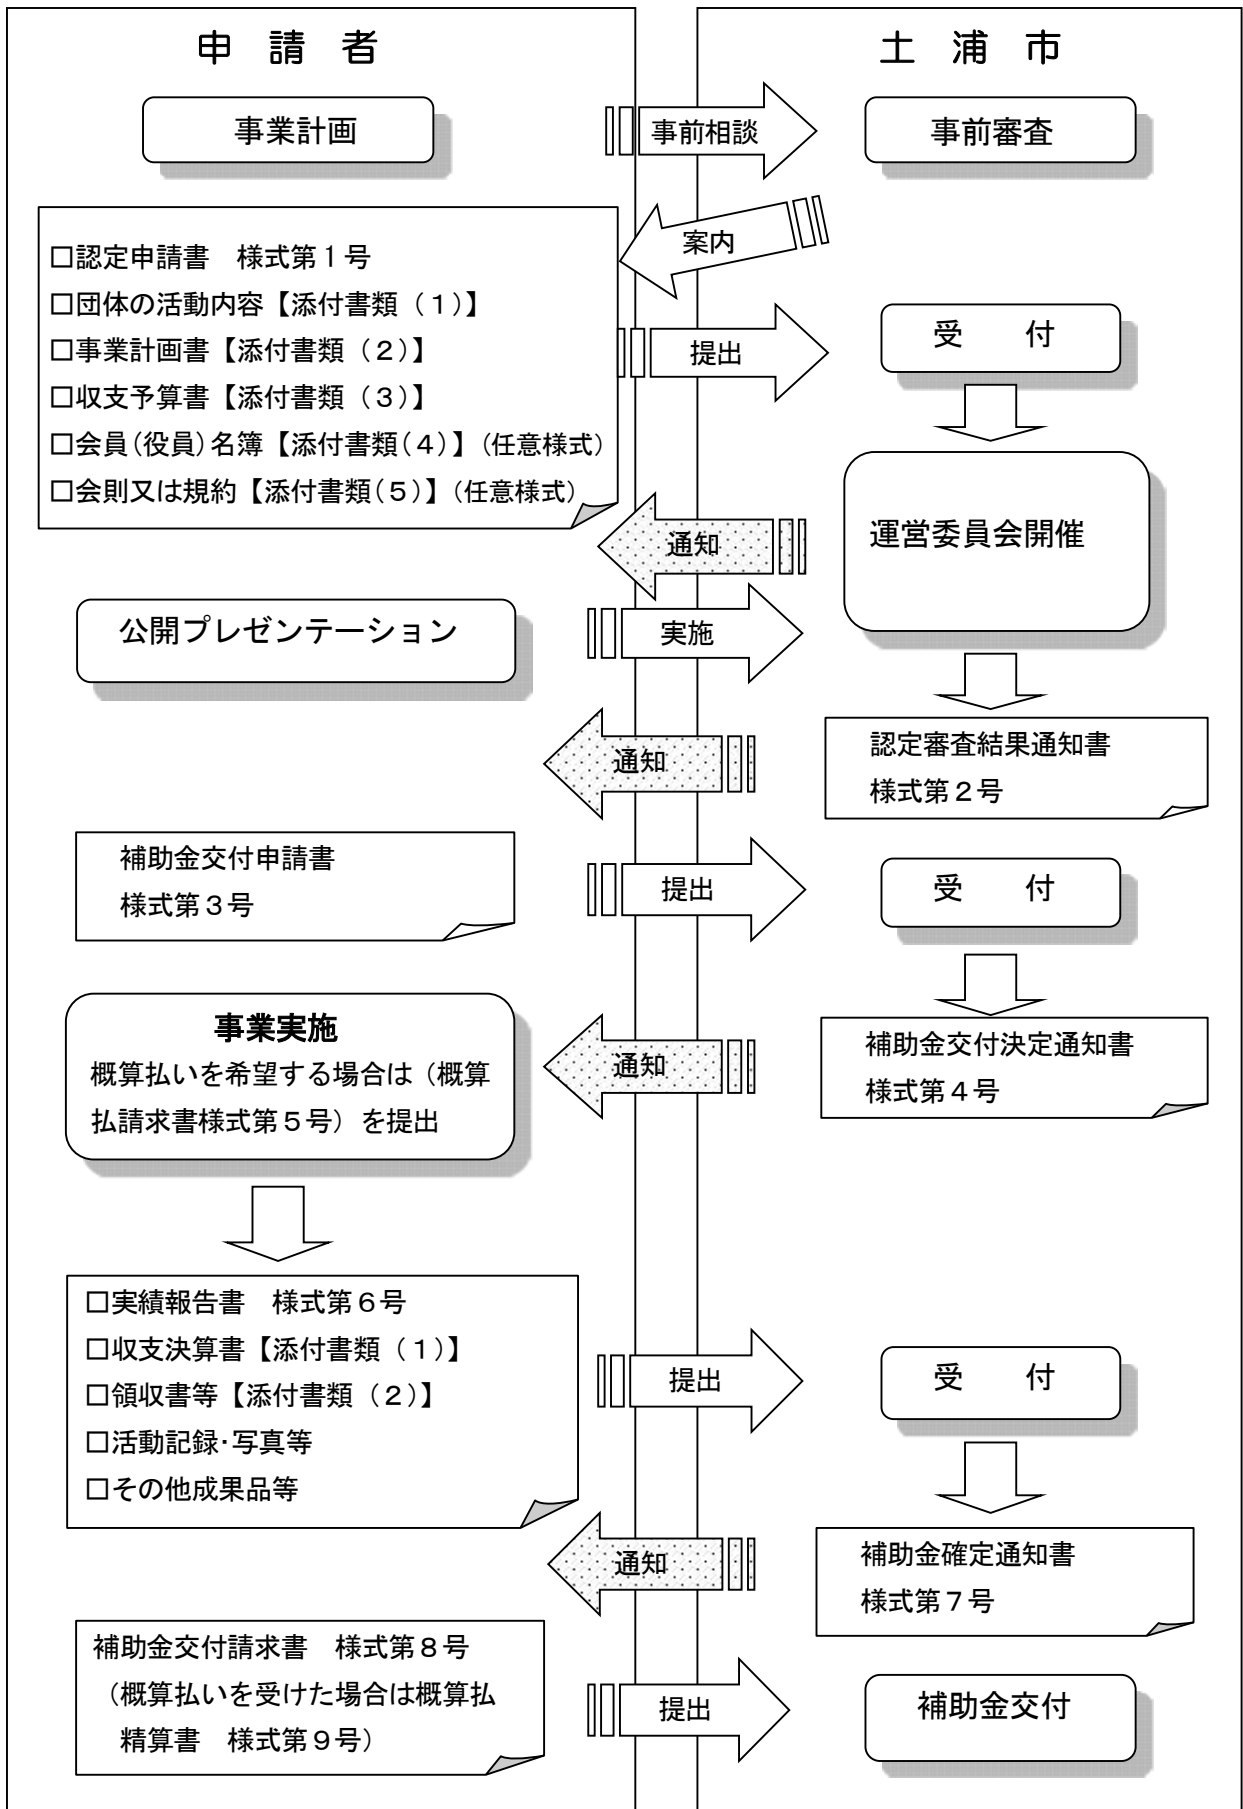 申　請　者
土　浦　市
事業計画
事前相談
事前審査
案内
□認定申請書　様式第１号
□団体の活動内容【添付書類（１）】
□事業計画書【添付書類（２）】
□収支予算書【添付書類（３）】
□会員（役員）名簿【添付書類（４）】（任意様式）
□会則又は規約【添付書類（５）】（任意様式）
提出
受　　付
運営委員会開催
通知
公開プレゼンテーション
実施
認定審査結果通知書
様式第２号
通知
補助金交付申請書
様式第３号
提出
受　　付
補助金交付決定通知書
様式第４号
通知
事業実施
概算払いを希望する場合は（概算
払請求書様式第５号）を提出
□実績報告書　様式第６号
□収支決算書【添付書類（１）】
□領収書等【添付書類（２）】
□活動記録･写真等
□その他成果品等
提出
受　　付
補助金確定通知書
様式第７号
通知
補助金交付請求書　様式第８号
（概算払いを受けた場合は概算払
精算書　様式第９号）
提出
補助金交付